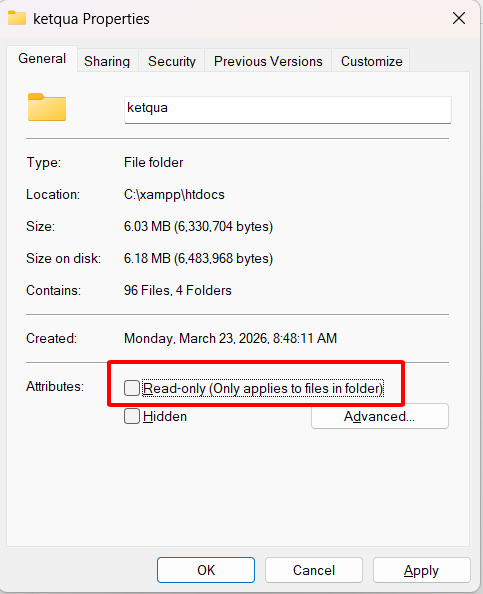 ketqua Properties
General Sharing Security Previous Versions Customize
ketqua
Type: File folder
Location: C:\xampp\htdocs
Size: 6.03 MB (6,330,704 bytes)
Size on disk: 6.18 MB (6,483,968 bytes)
Contains: 96 Files, 4 Folders
Created: Monday, March 23, 2026, 8:48:11 AM
Attributes: Read-only (Only applies to files in folder)
Hidden Advanced...
OK Cancel Apply